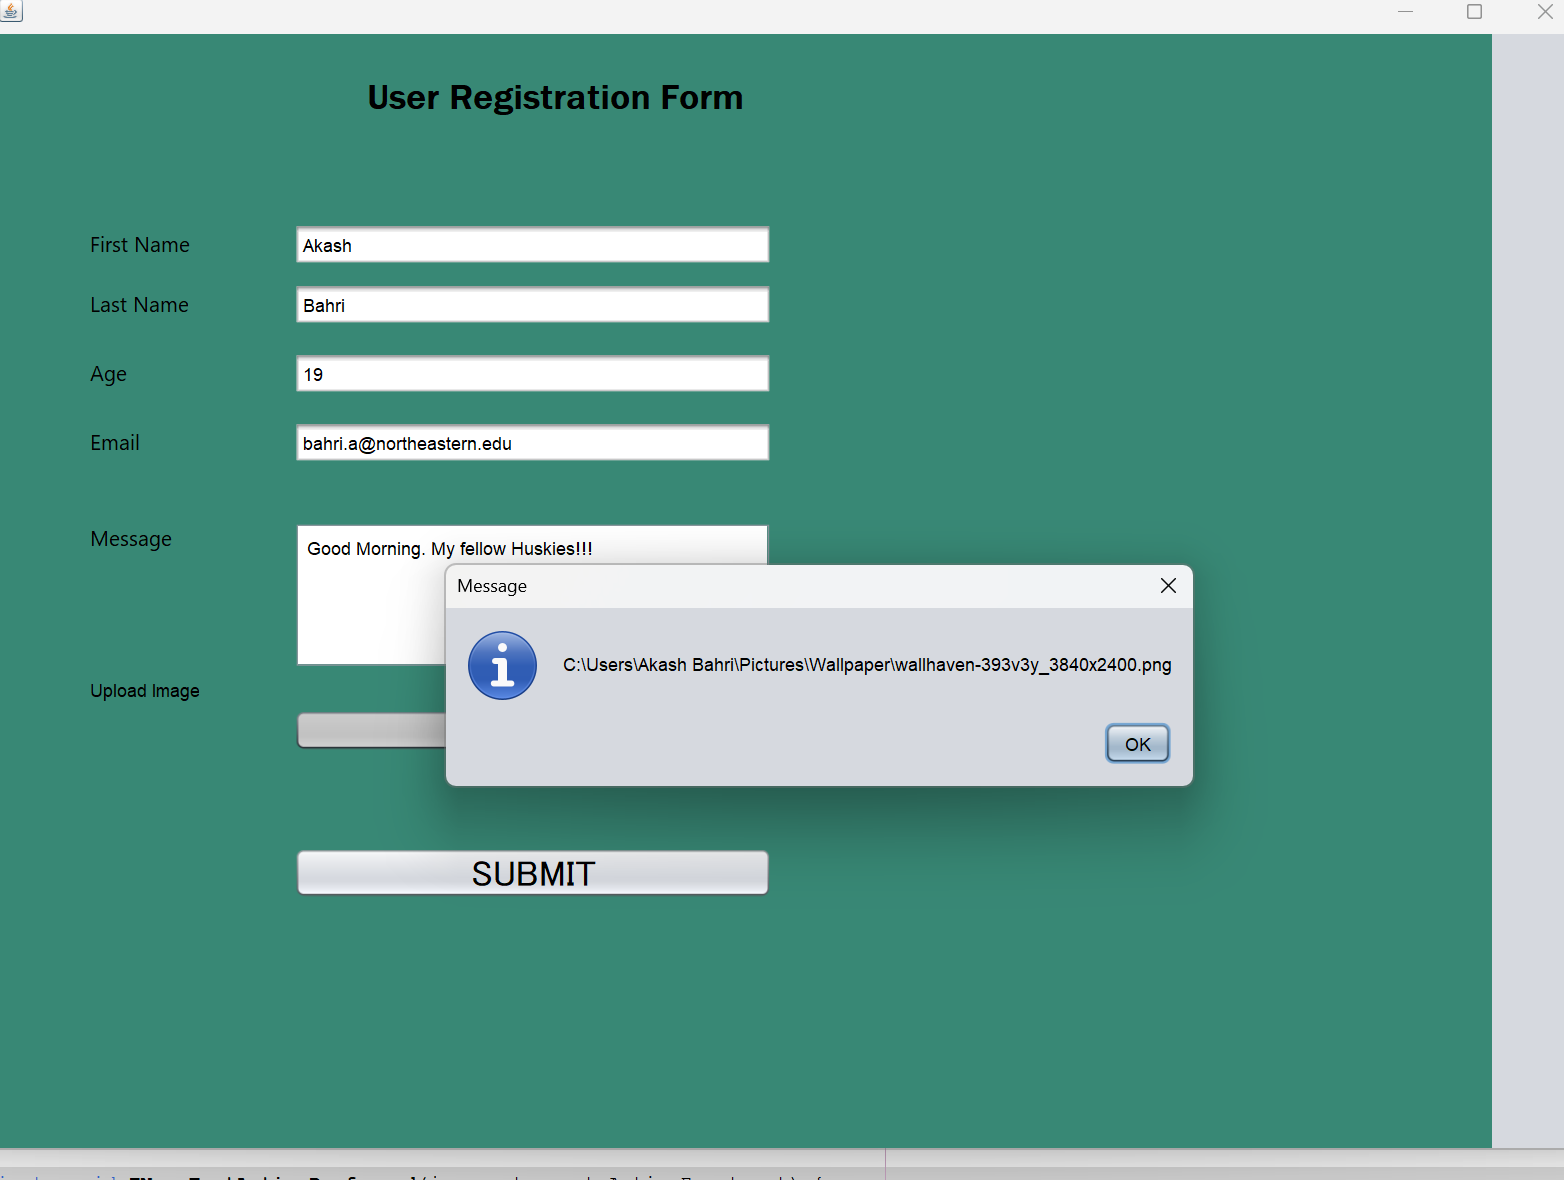 User Registration Form
First Name
Akash
Last Name
Bahri
Age
19
Email
bahri.a@northeastern.edu
Message
Good Morning. My fellow Huskies!!!
Message
C:\Users\Akash Bahri\Pictures\Wallpaper\wallhaven-393v3y_3840x2400.png
OK
Upload Image
SUBMIT